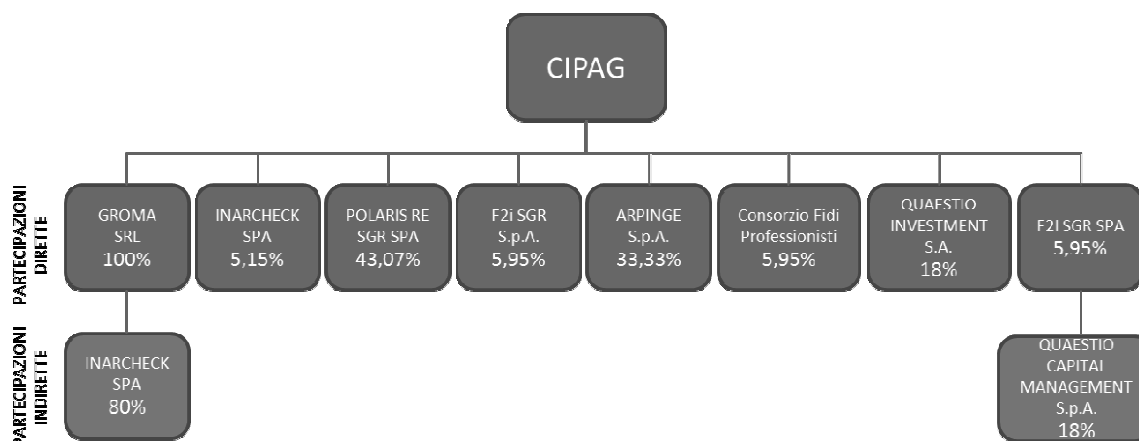 CIPAG
PARTECIPAZIONI
DIRETTE
GROMA
SRL
100%
INARCHECK
SPA
5,15%
POLARIS RE
SGR SPA
43,07%
F2i SGR
S.p.A.
5,95%
ARPINGE
S.p.A.
33,33%
Consorzio Fidi
Professionisti
5,95%
QUAESTIO
INVESTMENT
S.A.
18%
F2I SGR SPA
5,95%
PARTECIPAZIONI
INDIRETTE
INARCHECK
SPA
80%
QUAESTIO
CAPITAL
MANAGEMENT
S.p.A.
18%